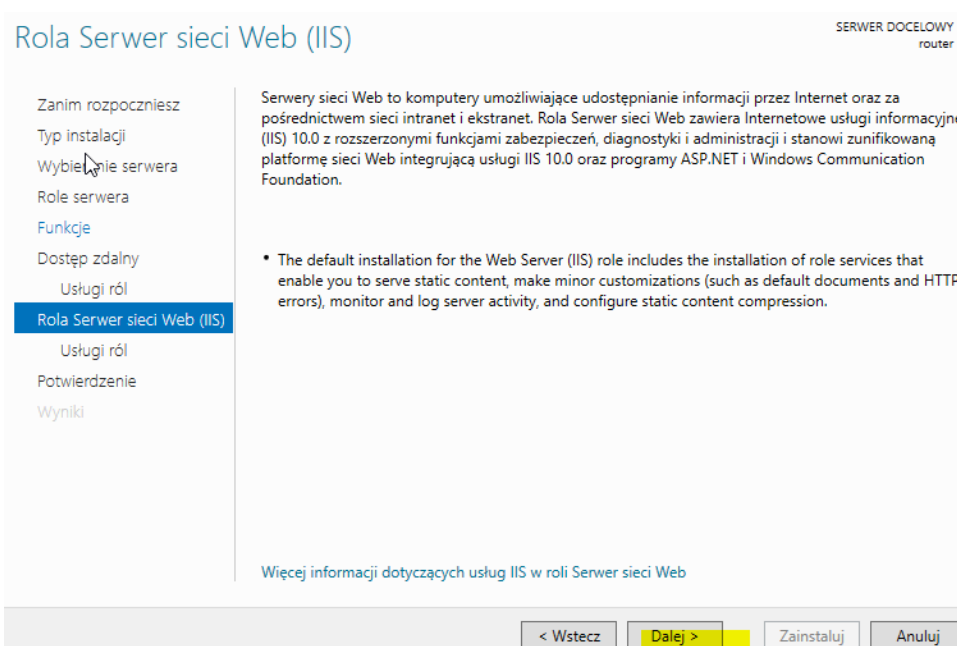 Rola Serwer sieci Web (IIS)
SERWER DOCELOWY
router
Zanim rozpoczniesz
Typ instalacji
Wybieranie serwera
Role serwera
Funkcje
Dostęp zdalny
Usługi ról
Rola Serwer sieci Web (IIS)
Usługi ról
Potwierdzenie
Wyniki
Serwery sieci Web to komputery umożliwiające udostępnianie informacji przez Internet oraz za
pośrednictwem sieci intranet i ekstranet. Rola Serwer sieci Web zawiera Internetowe usługi informacyjne
(IIS) 10.0 z rozszerzonymi funkcjami zabezpieczeń, diagnostyki i administracji i stanowi zunifikowaną
platformę sieci Web integrującą usługi IIS 10.0 oraz programy ASP.NET i Windows Communication
Foundation.
• The default installation for the Web Server (IIS) role includes the installation of role services that
enable you to serve static content, make minor customizations (such as default documents and HTTP
errors), monitor and log server activity, and configure static content compression.
Więcej informacji dotyczących usług IIS w roli Serwer sieci Web
< Wstecz
Dalej >
Zainstaluj
Anuluj